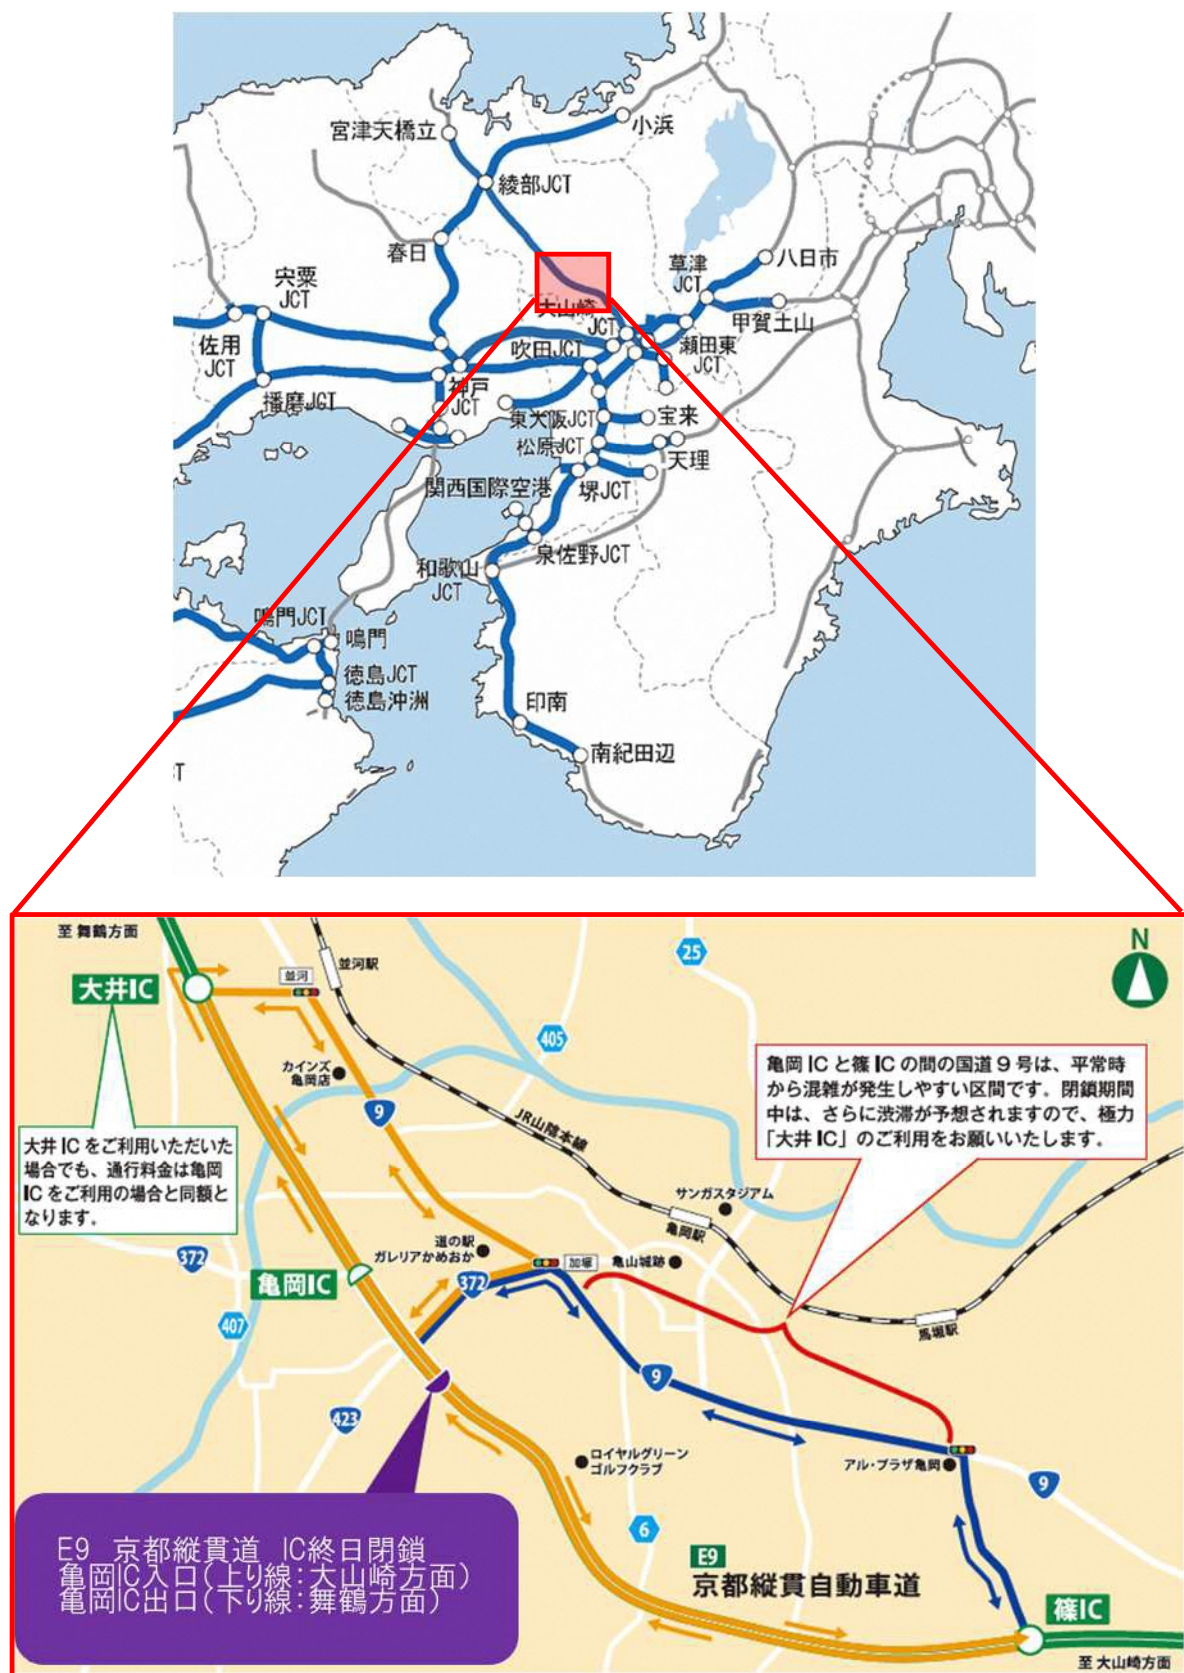 小浜
宮津天橋立
綾部JCT
春日
八日市
草津
JCT
宍粟
JCT
大山崎
JCT
甲賀土山
佐用
JCT
吹田JCT
瀬田東
JCT
播磨JCT
神戸
JCT
東大阪JCT
宝来
松原JCT
天理
関西国際空港
堺JCT
泉佐野JCT
和歌山
JCT
鳴門JCT
鳴門
徳島JCT
徳島沖洲
印南
南紀田辺
CT
至 舞鶴方面
大井IC
並河
並河駅
25
N
405
カインズ
亀岡店
9
JR山陰本線
亀岡 IC と篠 IC の間の国道 9 号は、平常時
から混雑が発生しやすい区間です。閉鎖期間
中は、さらに渋滞が予想されますので、極力
「大井 IC」のご利用をお願いいたします。
大井 IC をご利用いただいた
場合でも、通行料金は亀岡
IC をご利用の場合と同額と
なります。
サンガスタジアム
亀岡駅
道の駅
ガレリアかめおか
加塚
亀山城跡
372
亀岡IC
372
407
馬堀駅
9
423
ロイヤルグリーン
ゴルフクラブ
アル・プラザ亀岡
9
6
E9 京都縦貫道 IC終日閉鎖
亀岡IC入口(上り線:大山崎方面)
亀岡IC出口(下り線:舞鶴方面)
E9
京都縦貫自動車道
篠IC
至 大山崎方面